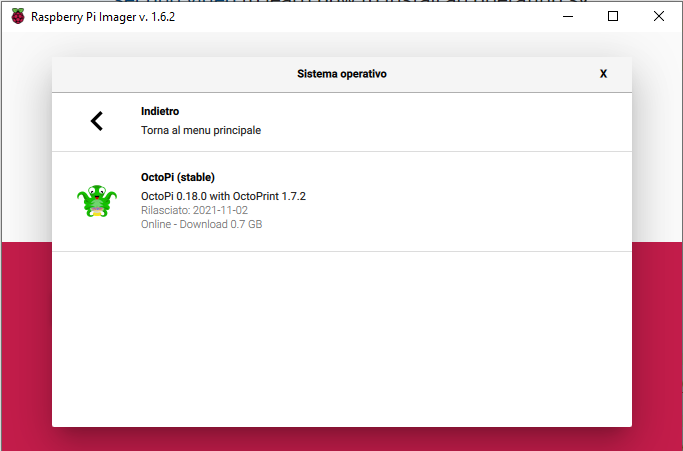 Raspberry Pi Imager v. 1.6.2
Sistema operativo
X
Indietro
Torna al menu principale
OctoPi (stable)
OctoPi 0.18.0 with OctoPrint 1.7.2
Rilasciato: 2021-11-02
Online - Download 0.7 GB